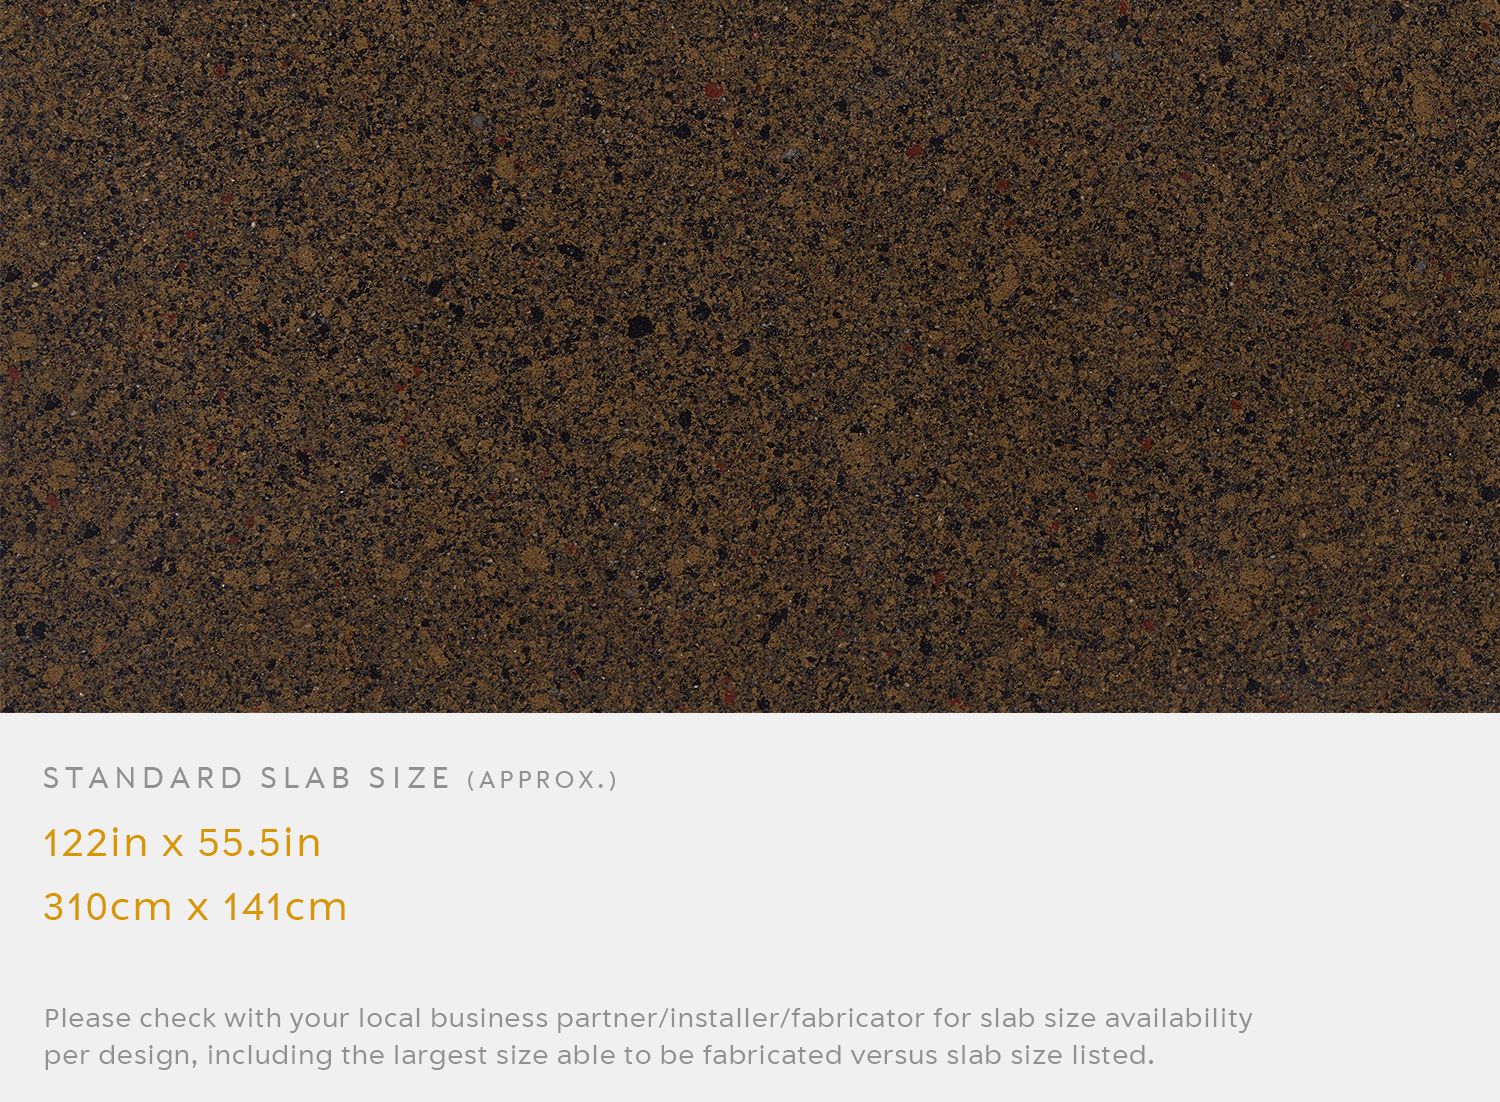 STANDARD SLAB SIZE (APPROX.)
122in x 55.5in
310cm x 141cm
Please check with your local business partner/installer/fabricator for slab size availability
per design, including the largest size able to be fabricated versus slab size listed.